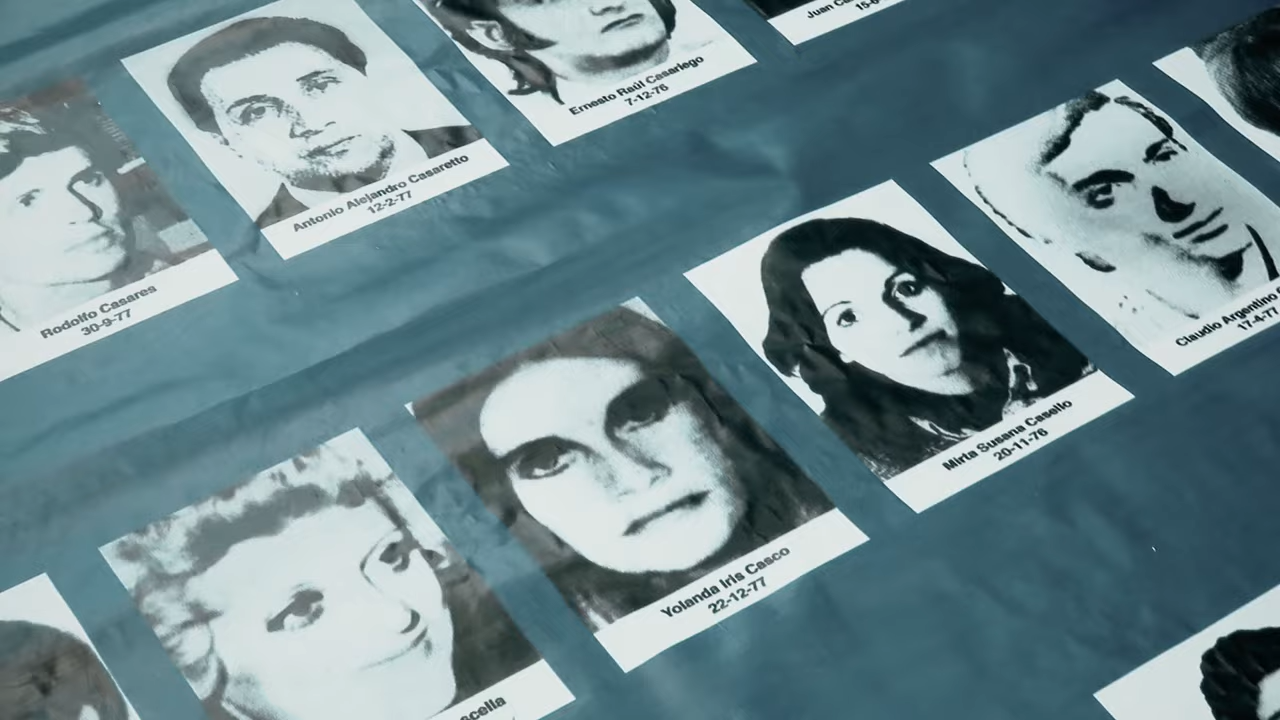 Juan
Ernesto Raúl Casariego
7-12-76
Antonio Alejandro Casaretto
12-2-77
Rodolfo Casares
30-9-77
Claudio Argentino
17-4-77
Mirta Susana Casello
20-11-76
Yolanda Iris Casco
22-12-77